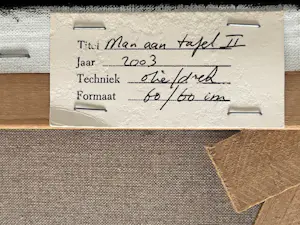 Titel Man aan tafel II
Jaar 2003
Techniek olie/doek
Formaat 60/60 cm